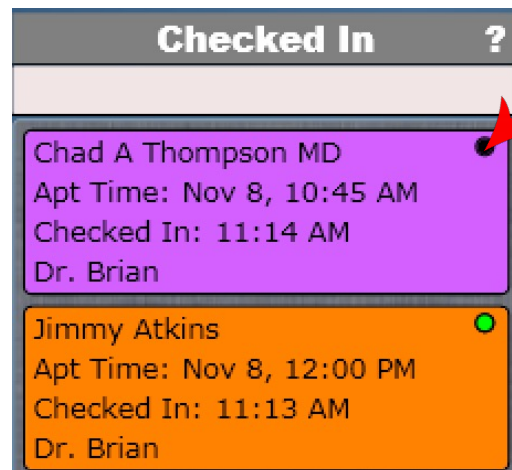 Checked In ?
Chad A Thompson MD
Apt Time: Nov 8, 10:45 AM
Checked In: 11:14 AM
Dr. Brian
Jimmy Atkins
Apt Time: Nov 8, 12:00 PM
Checked In: 11:13 AM
Dr. Brian